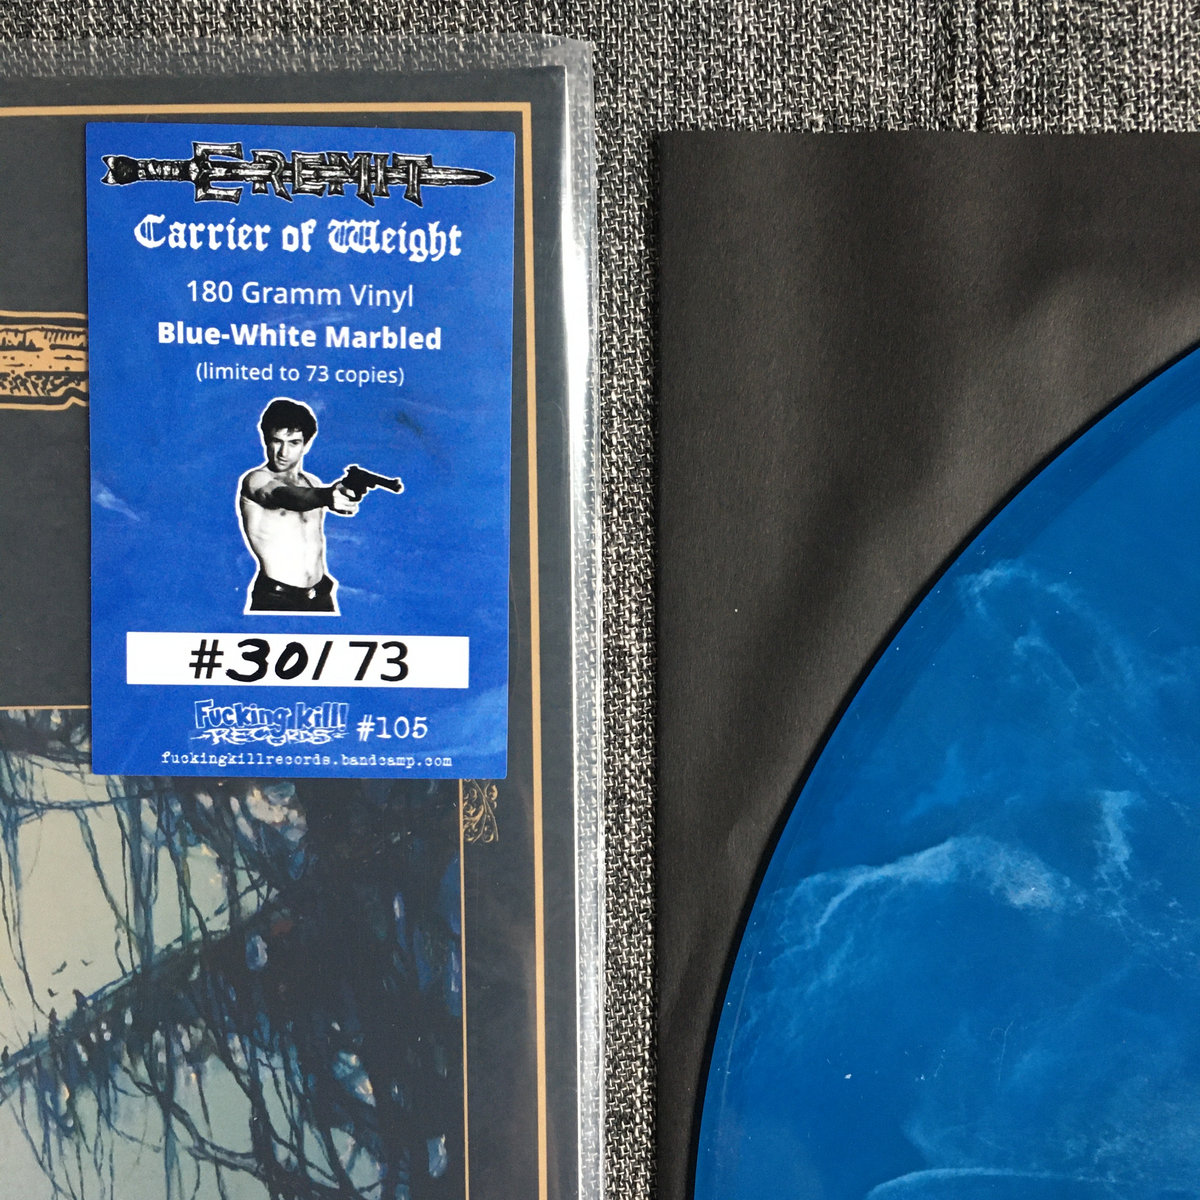 EREMIT
Carrier of Weight
180 Gramm Vinyl
Blue-White Marbled
(limited to 73 copies)
#30/ 73
Fucking kill!
RECORDS #105
fuckingkillrecords.bandcamp.com